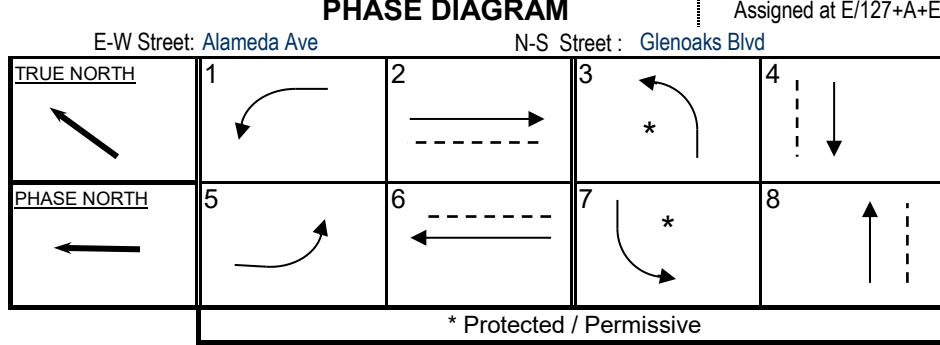 PHASE DIAGRAM
Assigned at E/127+A+E
E-W Street: Alameda Ave
N-S Street : Glenoaks Blvd
TRUE NORTH
1
2
3
*
4
PHASE NORTH
5
6
7
*
8
* Protected / Permissive